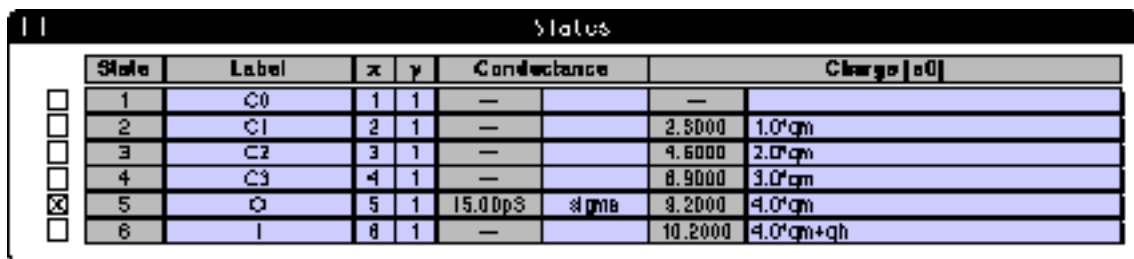 States
State Label x y Conductance Charge [e0]
1 C0 1 1 — —
2 C1 2 1 — 2.3000 1.0*qm
3 C2 3 1 — 4.6000 2.0*qm
4 C3 4 1 — 6.9000 3.0*qm
5 O 5 1 15.00pS sigma 9.2000 4.0*qm
6 I 6 1 — 10.2000 4.0*qm+qh